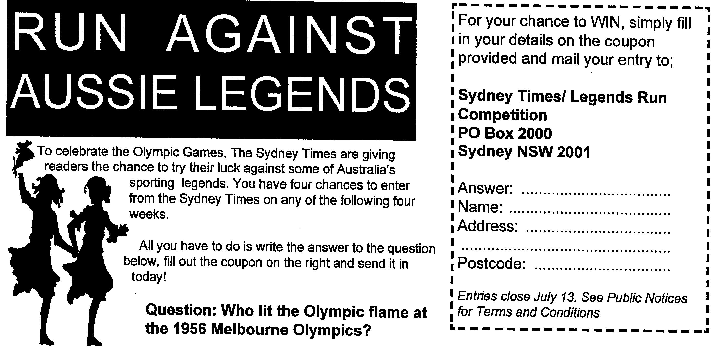 RUN AGAINST
AUSSIE LEGENDS
To celebrate the Olympic Games, The Sydney Times are giving
readers the chance to try their luck against some of Australia's
sporting legends. You have four chances to enter
from the Sydney Times on any of the following four
weeks.
All you have to do is write the answer to the question
below, fill out the coupon on the right and send it in
today!
Question: Who lit the Olympic flame at
the 1956 Melbourne Olympics?
For your chance to WIN, simply fill
in your details on the coupon
provided and mail your entry to;
Sydney Times/ Legends Run
Competition
PO Box 2000
Sydney NSW 2001
Answer: ..................................
Name: .....................................
Address: .................................
................................................
Postcode: ...............................
Entries close July 13. See Public Notices
for Terms and Conditions